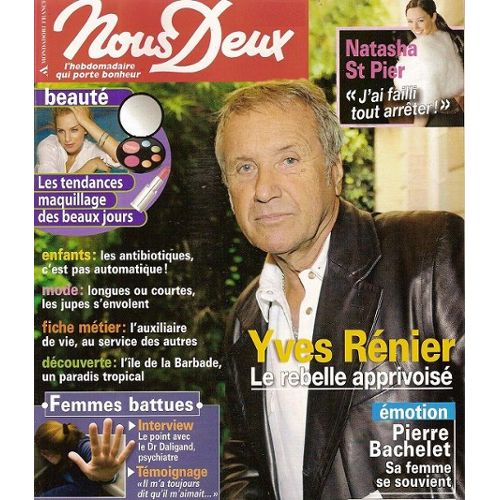 MONDADORI FRANCE
Nous Deux
l'hebdomadaire
qui porte bonheur
Natasha
St Pier
« J'ai failli
tout arrêter! »
beauté
Les tendances
maquillage
des beaux jours
enfants: les antibiotiques,
c'est pas automatique!
mode: longues ou courtes,
les jupes s'envolent
fiche métier: l'auxiliaire
de vie, au service des autres
découverte: l'île de la Barbade,
un paradis tropical
Yves Rénier
Le rebelle apprivoisé
Femmes battues
Interview
Le point avec
le Dr Daligand,
psychiatre
Témoignage
« Il m'a toujours
dit qu'il m'aimait... »
émotion
Pierre
Bachelet
Sa femme
se souvient